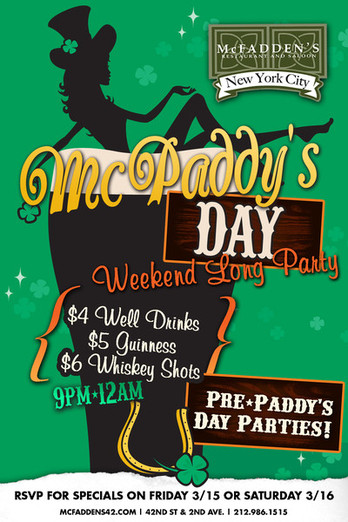 McFadden's
RESTAURANT AND SALOON
New York City
McPaddy's
DAY
Weekend Long Party
$4 Well Drinks
$5 Guinness
$6 Whiskey Shots
9PM★12AM
PRE★PADDY'S
DAY PARTIES!
RSVP FOR SPECIALS ON FRIDAY 3/15 OR SATURDAY 3/16
MCFADDENS42.COM | 42ND ST & 2ND AVE. | 212.986.1515